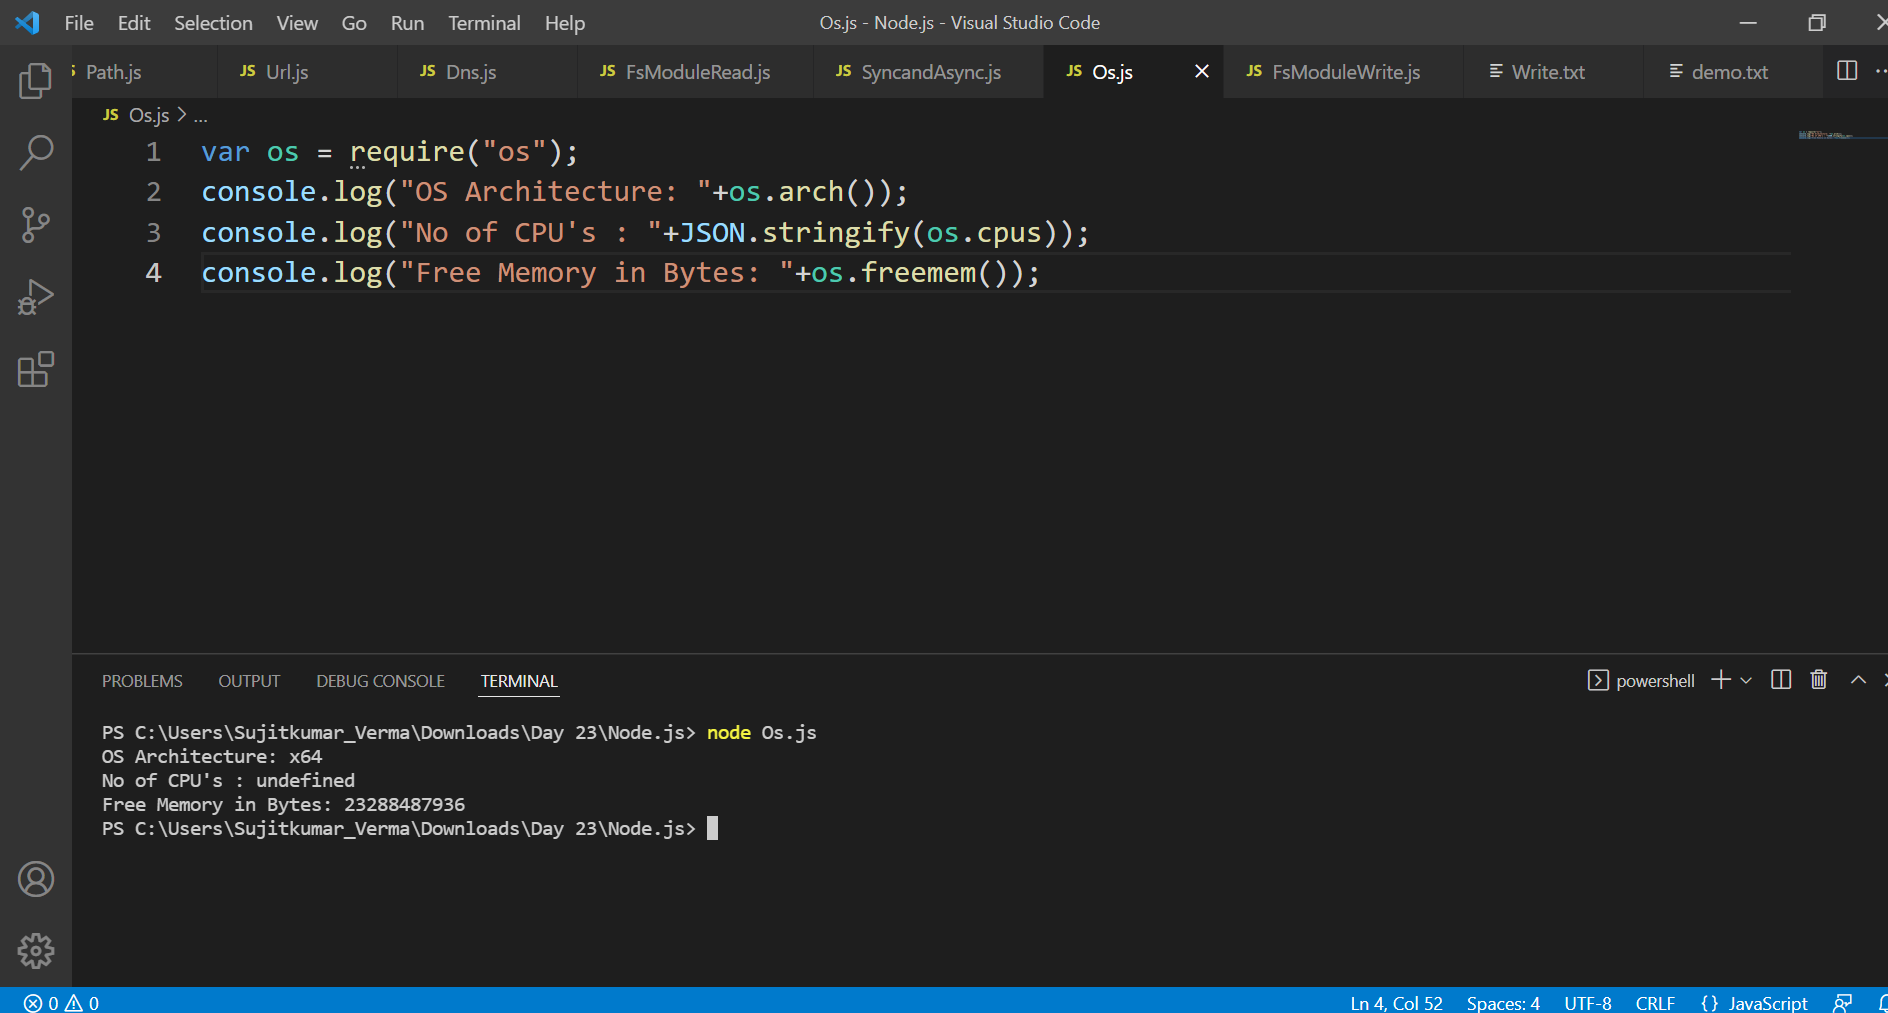 File Edit Selection View Go Run Terminal Help Os.js - Node.js - Visual Studio Code
Path.js JS Url.js JS Dns.js JS FsModuleRead.js JS SyncandAsync.js JS Os.js JS FsModuleWrite.js Write.txt demo.txt
JS Os.js > ...
1 var os = require("os");
2 console.log("OS Architecture: "+os.arch());
3 console.log("No of CPU's : "+JSON.stringify(os.cpus));
4 console.log("Free Memory in Bytes: "+os.freemem());
PROBLEMS OUTPUT DEBUG CONSOLE TERMINAL powershell
PS C:\Users\Sujitkumar_Verma\Downloads\Day 23\Node.js> node Os.js
OS Architecture: x64
No of CPU's : undefined
Free Memory in Bytes: 23288487936
PS C:\Users\Sujitkumar_Verma\Downloads\Day 23\Node.js>
0 0 Ln 4, Col 52 Spaces: 4 UTF-8 CRLF {} JavaScript